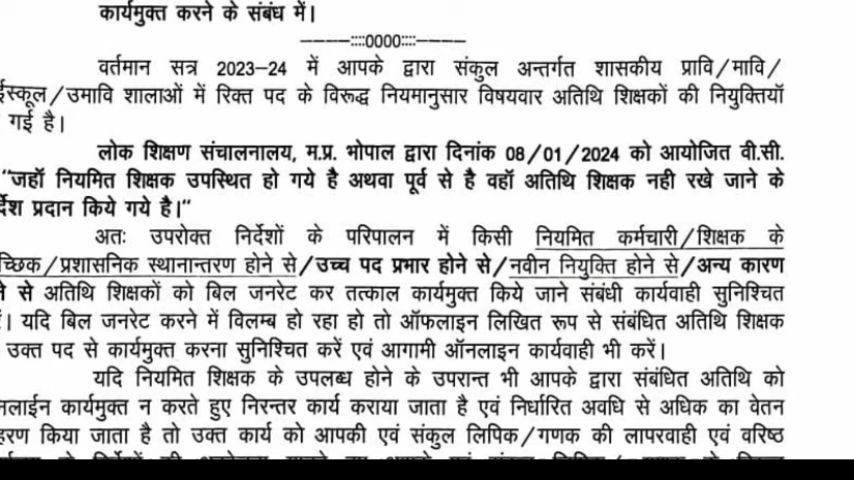 कार्यमुक्त करने के संबंध में।
-----::::0000::::-----
वर्तमान सत्र 2023–24 में आपके द्वारा संकुल अन्तर्गत शासकीय प्रावि/मावि/
ईस्कूल/उमावि शालाओं में रिक्त पद के विरूद्ध नियमानुसार विषयवार अतिथि शिक्षकों की नियुक्तियॉ
गई है।
लोक शिक्षण संचालनालय, म.प्र. भोपाल द्वारा दिनांक 08/01/2024 को आयोजित वी.सी.
“जहॉ नियमित शिक्षक उपस्थित हो गये है अथवा पूर्व से है वहॉ अतिथि शिक्षक नही रखे जाने के
र्देश प्रदान किये गये है।“
अतः उपरोक्त निर्देशों के परिपालन में किसी नियमित कर्मचारी/शिक्षक के
च्छिक/प्रशासनिक स्थानान्तरण होने से/उच्च पद प्रभार होने से/नवीन नियुक्ति होने से/अन्य कारण
ने से अतिथि शिक्षकों को बिल जनरेट कर तत्काल कार्यमुक्त किये जाने संबंधी कार्यवाही सुनिश्चित
रें। यदि बिल जनरेट करने में विलम्ब हो रहा हो तो ऑफलाइन लिखित रूप से संबंधित अतिथि शिक्षक
उक्त पद से कार्यमुक्त करना सुनिश्चित करें एवं आगामी ऑनलाइन कार्यवाही भी करें।
यदि नियमित शिक्षक के उपलब्ध होने के उपरान्त भी आपके द्वारा संबंधित अतिथि को
नलाईन कार्यमुक्त न करते हुए निरन्तर कार्य कराया जाता है एवं निर्धारित अवधि से अधिक का वेतन
हरण किया जाता है तो उक्त कार्य को आपकी एवं संकुल लिपिक/गणक की लापरवाही एवं वरिष्ठ